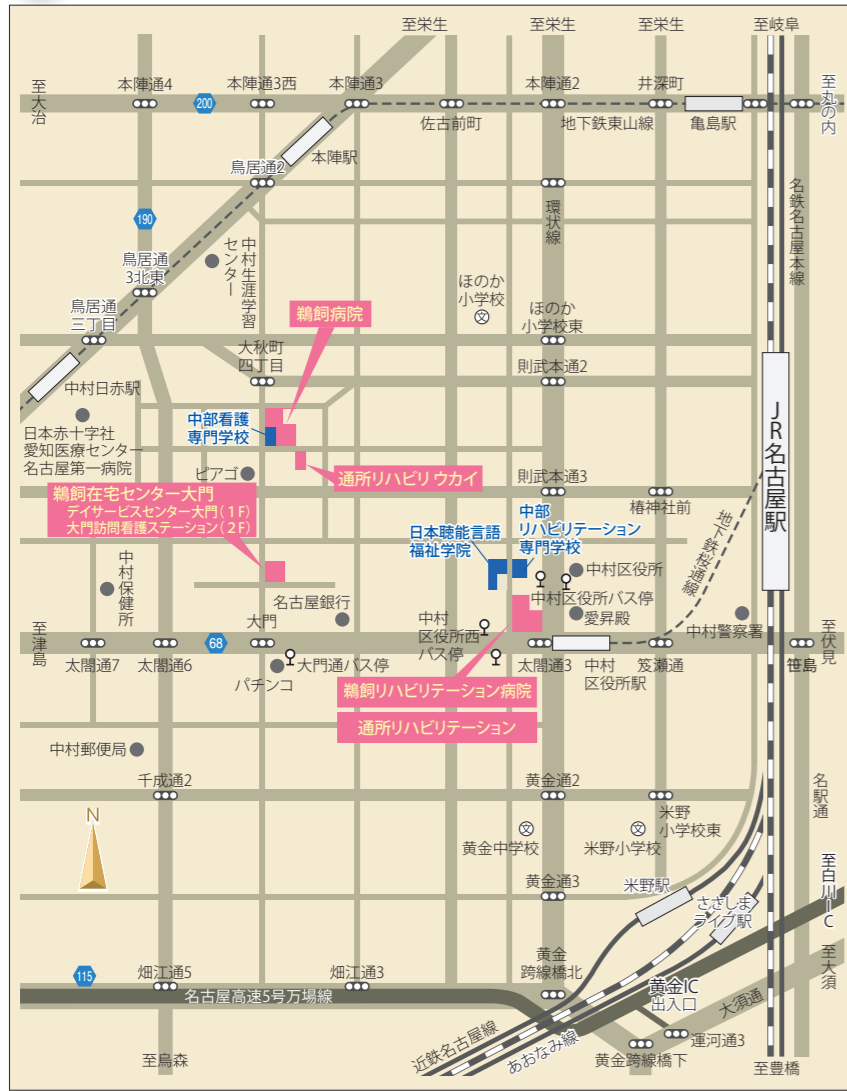 至栄生
至栄生
至栄生
至岐阜
本陣通4
本陣通3西
本陣通3
本陣通2
井深町
至大治
200
至丸の内
佐古前町
地下鉄東山線
亀島駅
本陣駅
鳥居通2
190
環状線
名鉄名古屋本線
中村生涯学習
センター
鳥居通
3北東
ほのか
小学校
文
鳥居通
三丁目
鵜飼病院
ほのか
小学校東
大秋町
四丁目
則武本通2
中村日赤駅
JR名古屋駅
中部看護
専門学校
日本赤十字社
愛知医療センター
名古屋第一病院
ピアゴ
通所リハビリ ウカイ
則武本通3
椿神社前
鵜飼在宅センター大門
デイサービスセンター大門(1F)
大門訪問看護ステーション(2F)
地下鉄桜通線
日本聴能言語
福祉学院
中部
リハビリテーション
専門学校
中村保健所
中村区役所
名古屋銀行
中村区役所バス停
愛昇殿
中村警察署
中村
区役所西
バス停
至津島
68
大門
至伏見
太閤通7
太閤通6
パチンコ
大門通バス停
太閤通3
中村
区役所駅
笈瀬通
笹島
鵜飼リハビリテーション病院
通所リハビリテーション
中村郵便局
千成通2
黄金通2
名駅通
N
文
黄金中学校
文
米野小学校
米野
小学校東
黄金通3
米野駅
ささしま
ライブ駅
至白川IC
115
畑江通5
畑江通3
黄金
跨線橋北
黄金IC
出入口
至大須
名古屋高速5号万場線
大須通
近鉄名古屋線
あおなみ線
運河通3
至烏森
黄金跨線橋下
至豊橋